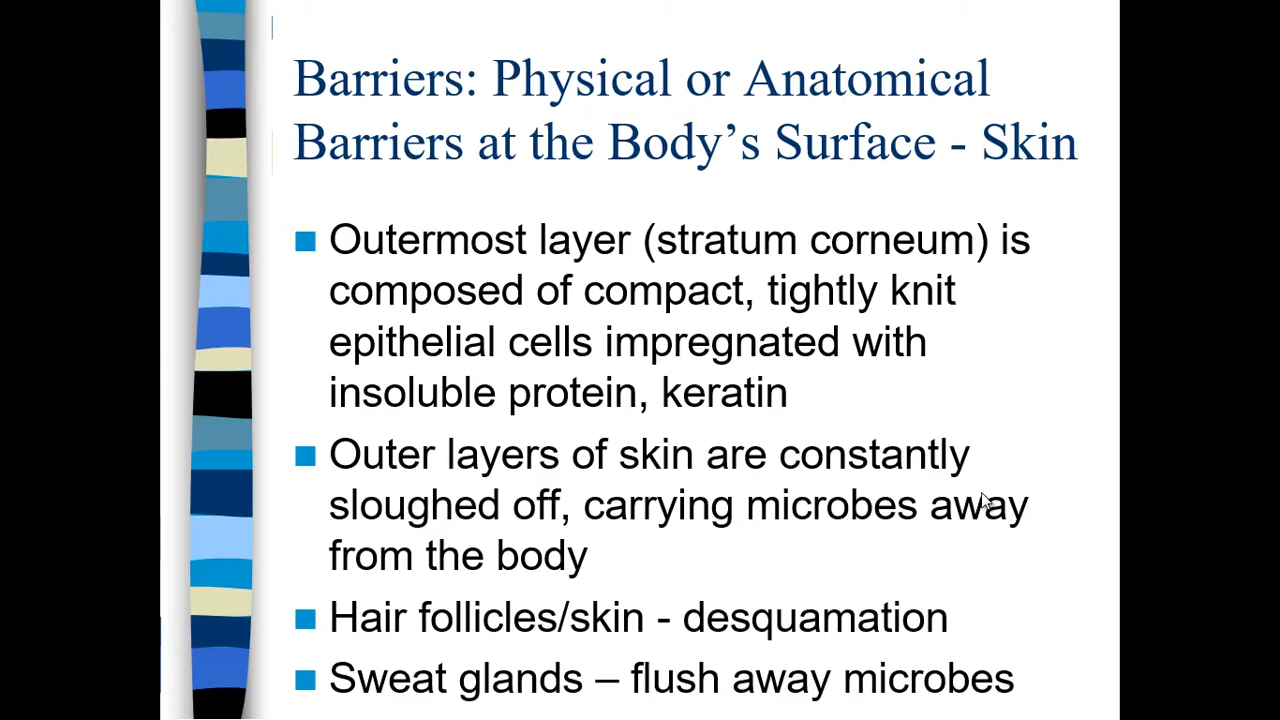 Barriers: Physical or Anatomical
Barriers at the Body’s Surface - Skin
Outermost layer (stratum corneum) is
composed of compact, tightly knit
epithelial cells impregnated with
insoluble protein, keratin
Outer layers of skin are constantly
sloughed off, carrying microbes away
from the body
Hair follicles/skin - desquamation
Sweat glands – flush away microbes